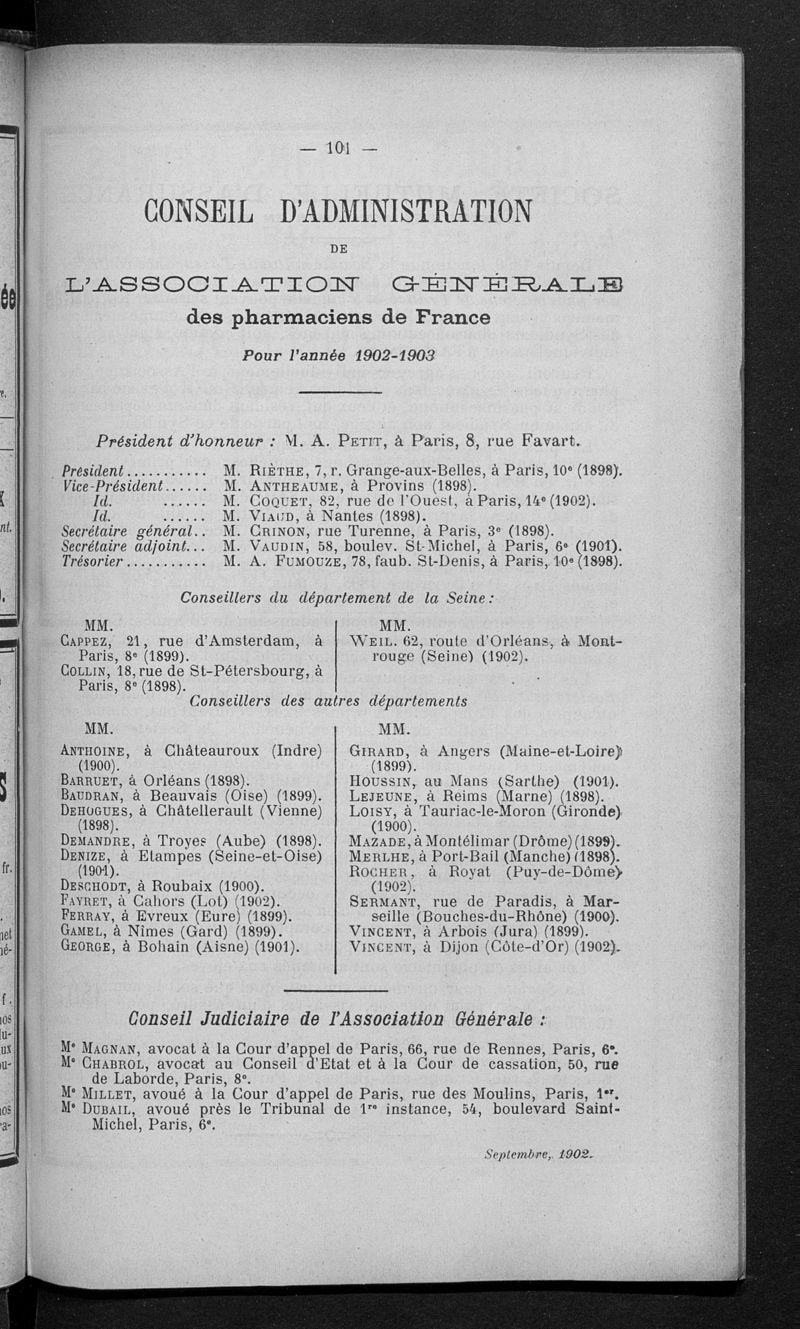 — 101 —
CONSEIL D'ADMINISTRATION
DE
L'ASSOCIATION GÉNÉRALE
des pharmaciens de France
Pour l'année 1902-1903
Président d'honneur : M. A. PETIT, à Paris, 8, rue Favart.
Président........... M. RIÈTHE, 7, r. Grange-aux-Belles, à Paris, 10e (1898).
Vice-Président...... M. ANTHEAUME, à Provins (1898).
Id. ...... M. COQUET, 82, rue de l'Ouest, à Paris, 14e (1902).
Id. ...... M. VIAUD, à Nantes (1898).
Secrétaire général.. M. CRINON, rue Turenne, à Paris, 3e (1898).
Secrétaire adjoint... M. VAUDIN, 58, boulev. St-Michel, à Paris, 6e (1901).
Trésorier........... M. A. FUMOUZE, 78, faub. St-Denis, à Paris, 10e (1898).
Conseillers du département de la Seine :
MM.
CAPPEZ, 21, rue d'Amsterdam, à
Paris, 8e (1899).
COLLIN, 18, rue de St-Pétersbourg, à
Paris, 8e (1898).
MM.
WEIL. 62, route d'Orléans, à Mont-
rouge (Seine) (1902).
Conseillers des autres départements
MM.
ANTHOINE, à Châteauroux (Indre)
(1900).
BARRUET, à Orléans (1898).
BAUDRAN, à Beauvais (Oise) (1899).
DEHOGUES, à Châtellerault (Vienne)
(1898).
DEMANDRE, à Troyes (Aube) (1898).
DENIZE, à Etampes (Seine-et-Oise)
(1901).
DESCHODT, à Roubaix (1900).
FAYRET, à Cahors (Lot) (1902).
FERRAY, à Evreux (Eure) (1899).
GAMEL, à Nîmes (Gard) (1899).
GEORGE, à Bohain (Aisne) (1901).
MM.
GIRARD, à Angers (Maine-et-Loire)
(1899).
HOUSSIN, au Mans (Sarthe) (1901).
LEJEUNE, à Reims (Marne) (1898).
LOISY, à Tauriac-le-Moron (Gironde)
(1900).
MAZADE, à Montélimar (Drôme) (1899).
MERLHE, à Port-Bail (Manche) (1898).
ROCHER, à Royat (Puy-de-Dôme)
(1902).
SERMANT, rue de Paradis, à Mar-
seille (Bouches-du-Rhône) (1900).
VINCENT, à Arbois (Jura) (1899).
VINCENT, à Dijon (Côte-d'Or) (1902).
Conseil Judiciaire de l'Association Générale :
Me MAGNAN, avocat à la Cour d'appel de Paris, 66, rue de Rennes, Paris, 6e.
Me CHABROL, avocat au Conseil d'Etat et à la Cour de cassation, 50, rue
de Laborde, Paris, 8e.
Me MILLET, avoué à la Cour d'appel de Paris, rue des Moulins, Paris, 1er.
Me DUBAIL, avoué près le Tribunal de 1re instance, 54, boulevard Saint-
Michel, Paris, 6e.
Septembre, 1902.